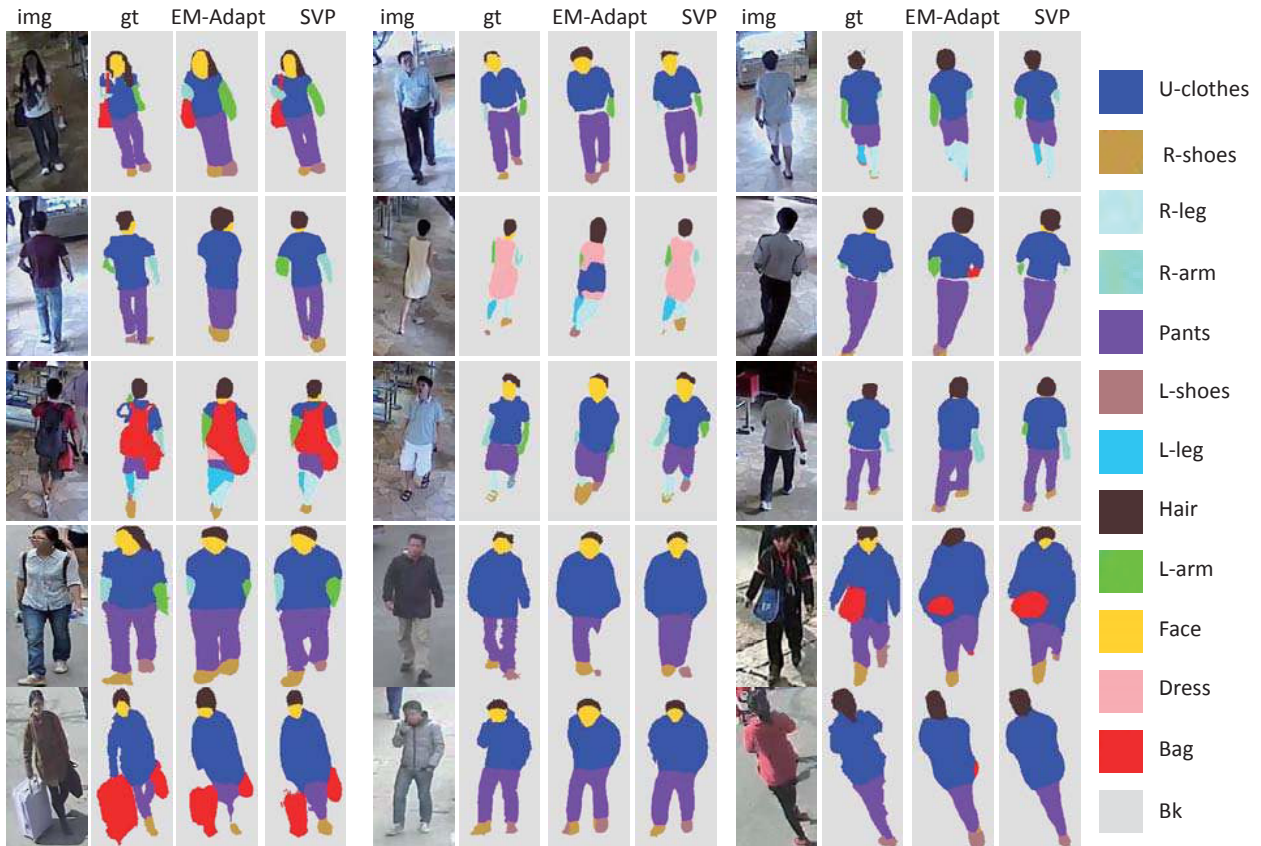 img gt EM-Adapt SVP img gt EM-Adapt SVP img gt EM-Adapt SVP
U-clothes
R-shoes
R-leg
R-arm
Pants
L-shoes
L-leg
Hair
L-arm
Face
Dress
Bag
Bk